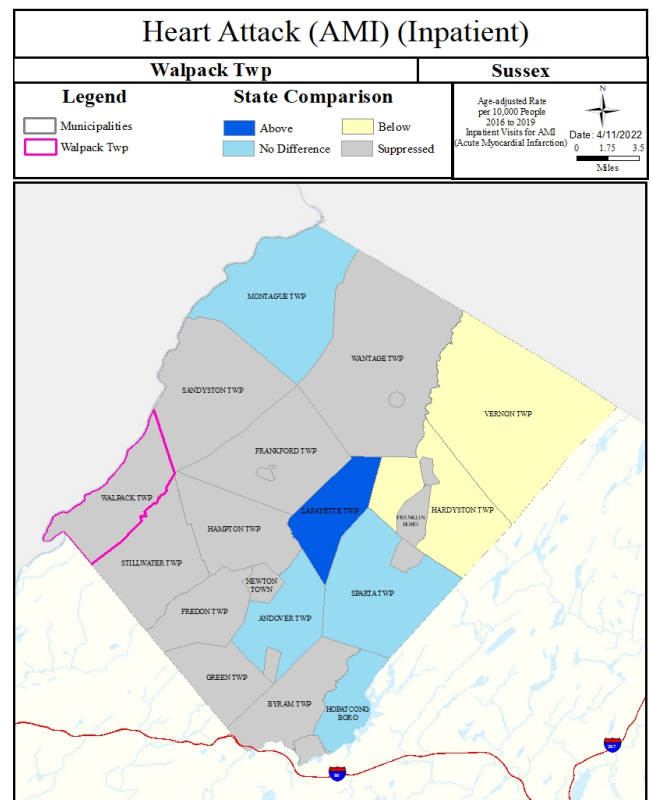 Heart Attack (AMI) (Inpatient)
Walpack Twp
Sussex
Legend
Municipalities
Walpack Twp
State Comparison
Above
Below
No Difference
Suppressed
Age-adjusted Rate
per 10,000 People
2016 to 2019
Inpatient Visits for AMI
(Acute Myocardial Infarction)
N
Date: 4/11/2022
0 1.75 3.5
Miles
MONTAGUE TWP
WANTAGE TWP
SANDYSTON TWP
VERNON TWP
FRANKFORD TWP
WALPACK TWP
LAFAYETTE TWP
HARDYSTON TWP
FRANKLIN
BORO
HAMPTON TWP
STILLWATER TWP
NEWTON
TOWN
SPARTA TWP
FREDON TWP
ANDOVER TWP
GREEN TWP
BYRAM TWP
HOPATCONG
BORO
80
287